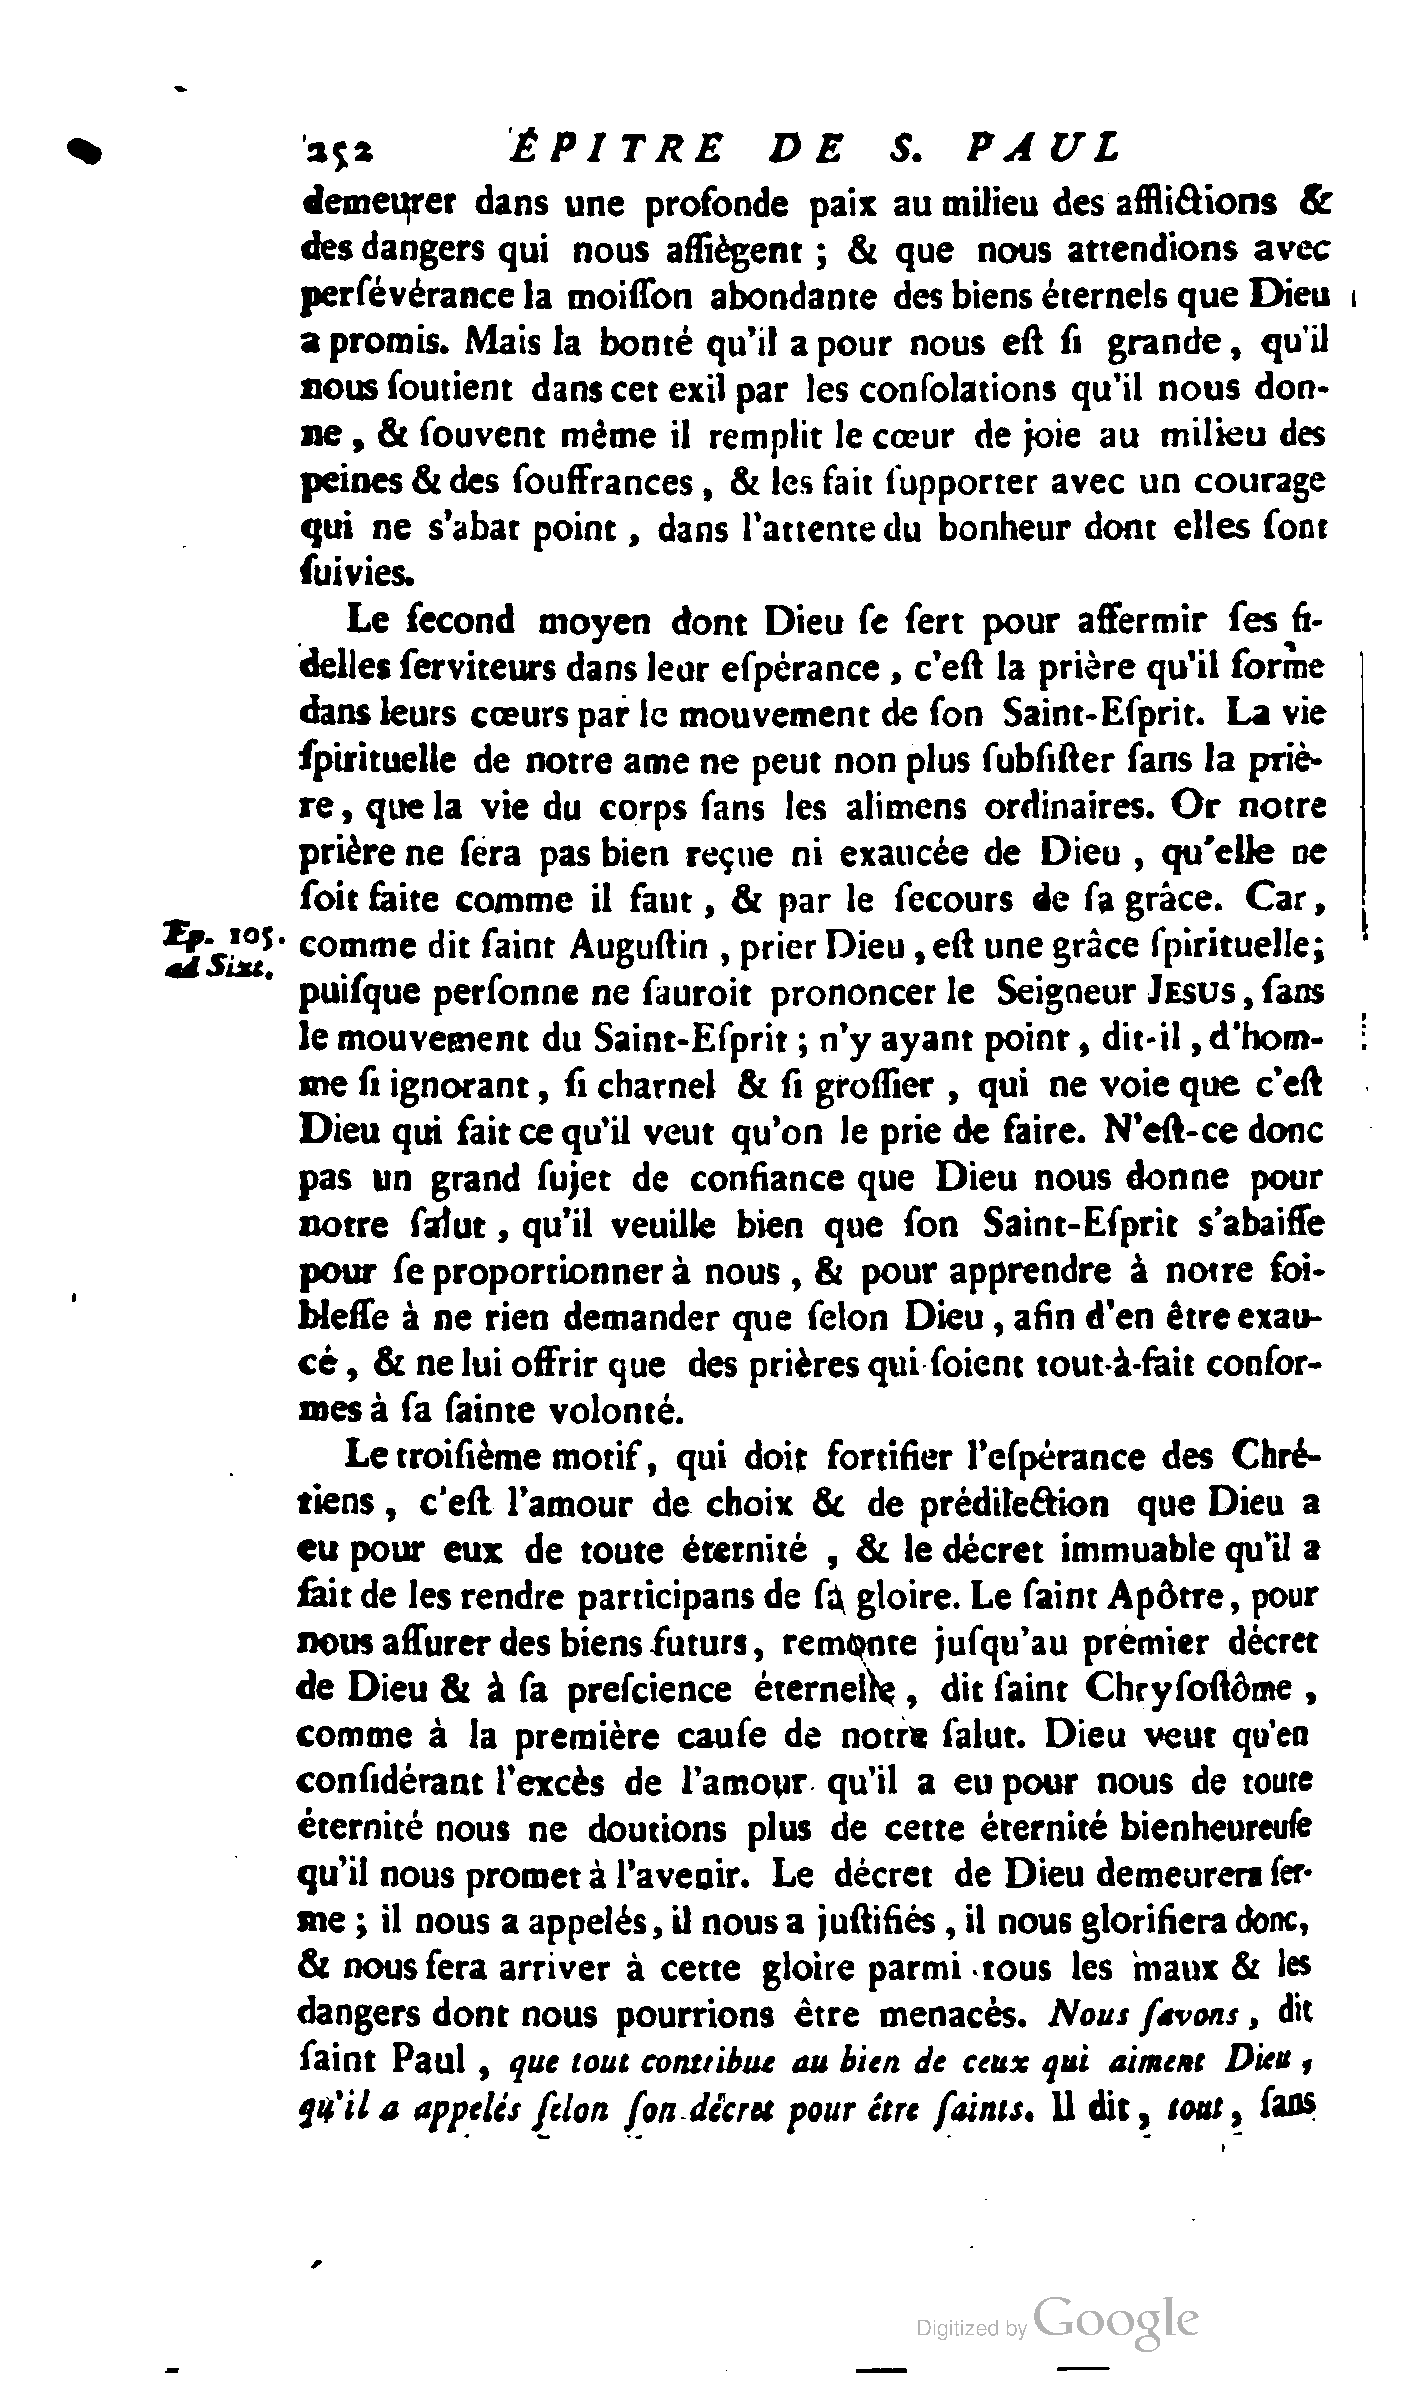 252 ÉPITRE DE S. PAUL
demeurer dans une profonde paix au milieu des afflictions &
des dangers qui nous aſſiègent ; & que nous attendions avec
perſévérance la moiſſon abondante des biens éternels que Dieu
a promis. Mais la bonté qu'il a pour nous eſt ſi grande, qu'il
nous ſoutient dans cet exil par les conſolations qu'il nous don-
ne, & ſouvent même il remplit le cœur de joie au milieu des
peines & des ſouffrances, & les fait ſupporter avec un courage
qui ne s'abat point, dans l'attente du bonheur dont elles ſont
ſuivies.
Le ſecond moyen dont Dieu ſe ſert pour affermir ſes fi-
delles ſerviteurs dans leur eſpérance, c'eſt la prière qu'il forme
dans leurs cœurs par le mouvement de ſon Saint-Eſprit. La vie
ſpirituelle de notre ame ne peut non plus ſubſiſter ſans la priè-
re, que la vie du corps ſans les alimens ordinaires. Or notre
prière ne ſera pas bien reçue ni exaucée de Dieu, qu'elle ne
ſoit faite comme il faut, & par le ſecours de ſa grâce. Car,
Ep. 105.
ad Sixt.
comme dit ſaint Auguſtin, prier Dieu, eſt une grâce ſpirituelle;
puiſque perſonne ne ſauroit prononcer le Seigneur JESUS, ſans
le mouvement du Saint-Eſprit ; n'y ayant point, dit-il, d'hom-
me ſi ignorant, ſi charnel & ſi groſſier, qui ne voie que c'eſt
Dieu qui fait ce qu'il veut qu'on le prie de faire. N'eſt-ce donc
pas un grand ſujet de confiance que Dieu nous donne pour
notre ſalut, qu'il veuille bien que ſon Saint-Eſprit s'abaiſſe
pour ſe proportionner à nous, & pour apprendre à notre foi-
bleſſe à ne rien demander que ſelon Dieu, afin d'en être exau-
cé, & ne lui offrir que des prières qui ſoient tout-à-fait confor-
mes à ſa ſainte volonté.
Le troiſième motif, qui doit fortifier l'eſpérance des Chré-
tiens, c'eſt l'amour de choix & de prédilection que Dieu a
eu pour eux de toute éternité, & le décret immuable qu'il a
fait de les rendre participans de ſa gloire. Le ſaint Apôtre, pour
nous aſſurer des biens futurs, remonte juſqu'au prémier décret
de Dieu & à ſa preſcience éternelle, dit ſaint Chryſoſtôme,
comme à la première cauſe de notre ſalut. Dieu veut qu'en
conſidérant l'excès de l'amour qu'il a eu pour nous de toute
éternité nous ne doutions plus de cette éternité bienheureuſe
qu'il nous promet à l'avenir. Le décret de Dieu demeurera fer-
me ; il nous a appelés, il nous a juſtifiés, il nous glorifiera donc,
& nous fera arriver à cette gloire parmi tous les maux & les
dangers dont nous pourrions être menacés. Nous ſavons, dit
ſaint Paul, que tout contribue au bien de ceux qui aiment Dieu,
qu'il a appelés ſelon ſon décret pour être ſaints. Il dit, tout, ſans
Digitized by Google